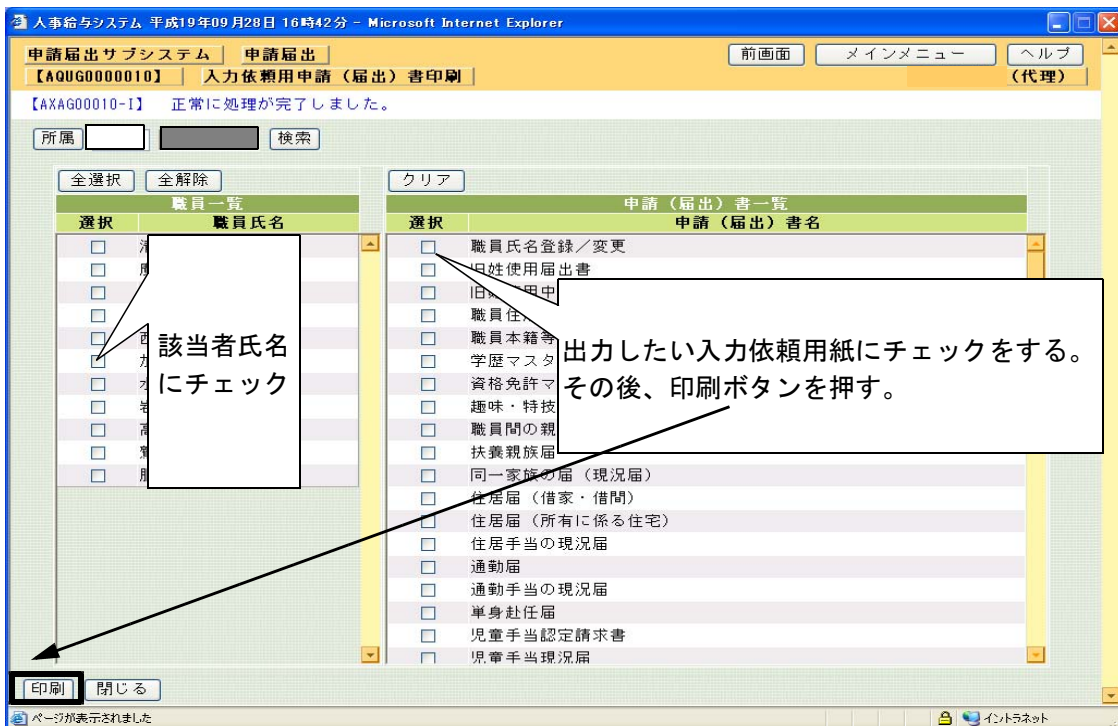 人事給与システム 平成19年09月28日 16時42分 - Microsoft Internet Explorer
申請届出サブシステム 申請届出 前画面 メインメニュー ヘルプ
【AQUG0000010】 入力依頼用申請（届出）書印刷 (代理)
【AXAG00010-I】 正常に処理が完了しました。
所属 検索
全選択 全解除 クリア
職員一覧 申請（届出）書一覧
選択 職員氏名 選択 申請（届出）書名
職員氏名登録／変更
旧姓使用届出書
職員本籍等
学歴マスタ
資格免許マ
趣味・特技
職員間の親
扶養親族届
同一家族の届（現況届）
住居届（借家・借間）
住居届（所有に係る住宅）
住居手当の現況届
通勤届
通勤手当の現況届
単身赴任届
児童手当認定請求書
児童手当現況届
該当者氏名
にチェック
出力したい入力依頼用紙にチェックをする。
その後、印刷ボタンを押す。
印刷 閉じる
ページが表示されました イントラネット